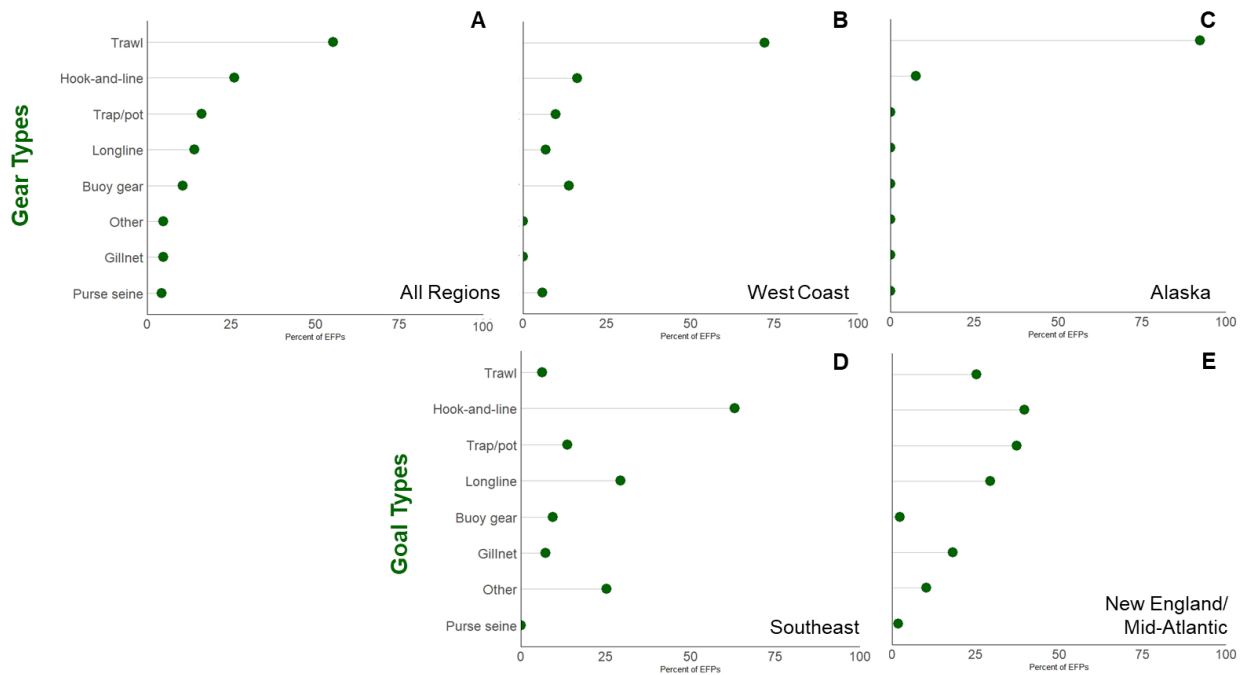 A
B
C
Gear Types
Trawl
Hook-and-line
Trap/pot
Longline
Buoy gear
Other
Gillnet
Purse seine
All Regions
West Coast
Alaska
0 25 50 75 100
Percent of EFPs
0 25 50 75 100
Percent of EFPs
0 25 50 75 100
Percent of EFPs
D
E
Goal Types
Trawl
Hook-and-line
Trap/pot
Longline
Buoy gear
Gillnet
Other
Purse seine
Southeast
New England/
Mid-Atlantic
0 25 50 75 100
Percent of EFPs
0 25 50 75 100
Percent of EFPs